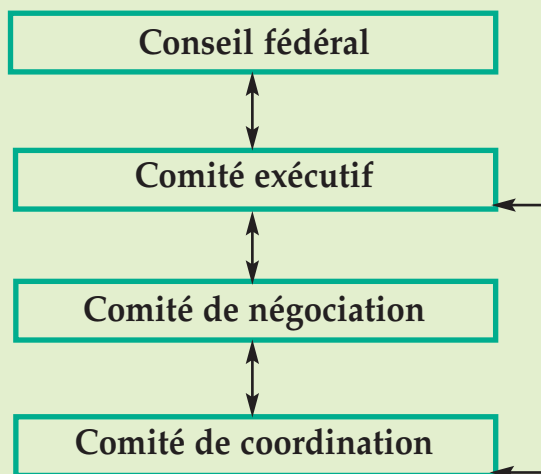 Conseil fédéral
Comité exécutif
Comité de négociation
Comité de coordination